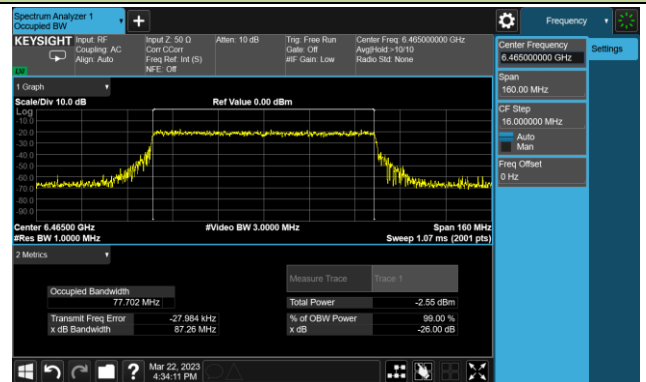 Spectrum Analyzer 1
Occupied BW
Frequency
KEYSIGHT
Input: RF
Coupling: AC
Align: Auto
Input Z: 50 Ω
Corr CCorr
Freq Ref: Int (S)
NFE: Off
Atten: 10 dB
Trig: Free Run
Gate: Off
#IF Gain: Low
Center Freq: 6.465000000 GHz
Avg|Hold:>10/10
Radio Std: None
Center Frequency
6.465000000 GHz
Settings
Span
160.00 MHz
CF Step
16.000000 MHz
Auto
Man
Freq Offset
0 Hz
1 Graph
Scale/Div 10.0 dB
Ref Value 0.00 dBm
Log
-10.0
-20.0
-30.0
-40.0
-50.0
-60.0
-70.0
-80.0
-90.0
Center 6.46500 GHz
#Video BW 3.0000 MHz
Span 160 MHz
#Res BW 1.0000 MHz
Sweep 1.07 ms (2001 pts)
2 Metrics
Measure Trace
Trace 1
Occupied Bandwidth
77.702 MHz
Total Power
-2.55 dBm
Transmit Freq Error
-27.984 kHz
% of OBW Power
99.00 %
x dB Bandwidth
87.26 MHz
x dB
-26.00 dB
Mar 22, 2023
4:34:11 PM